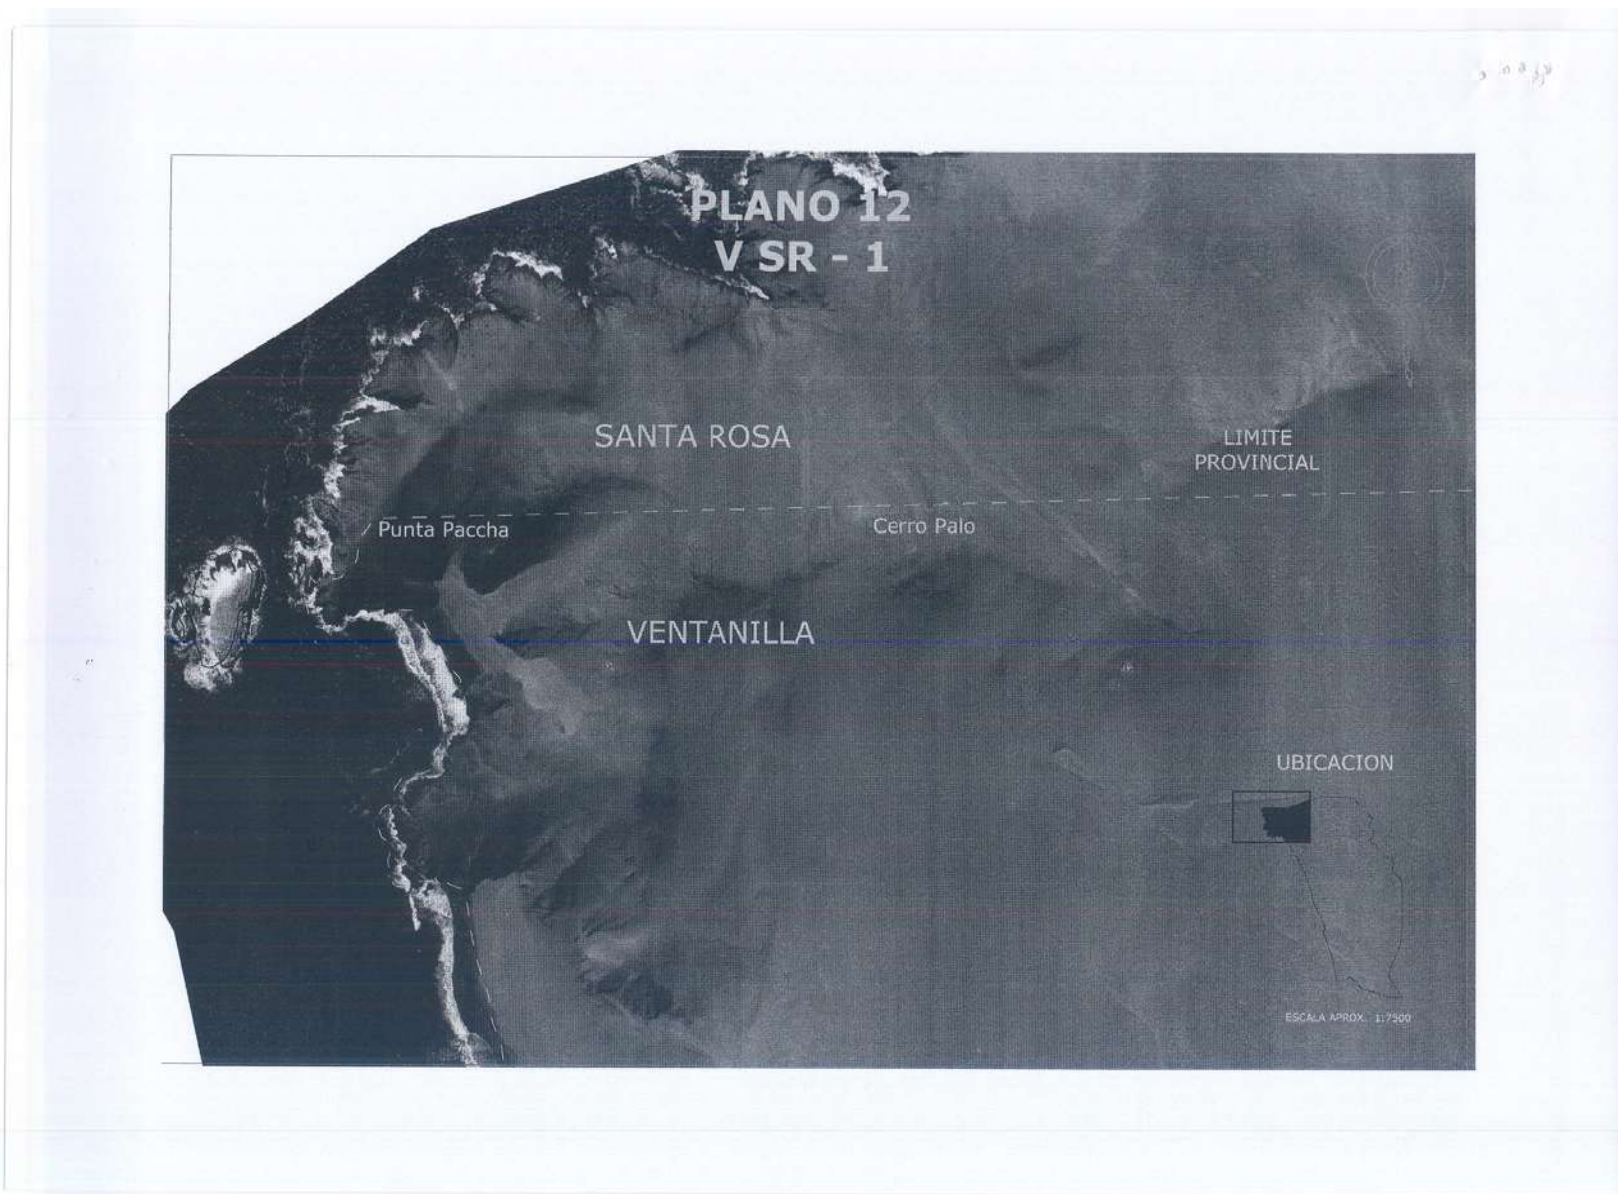 PLANO 12
V SR - 1
SANTA ROSA
LIMITE
PROVINCIAL
Punta Paccha
Cerro Palo
VENTANILLA
UBICACION
ESCALA APROX. 1:7500